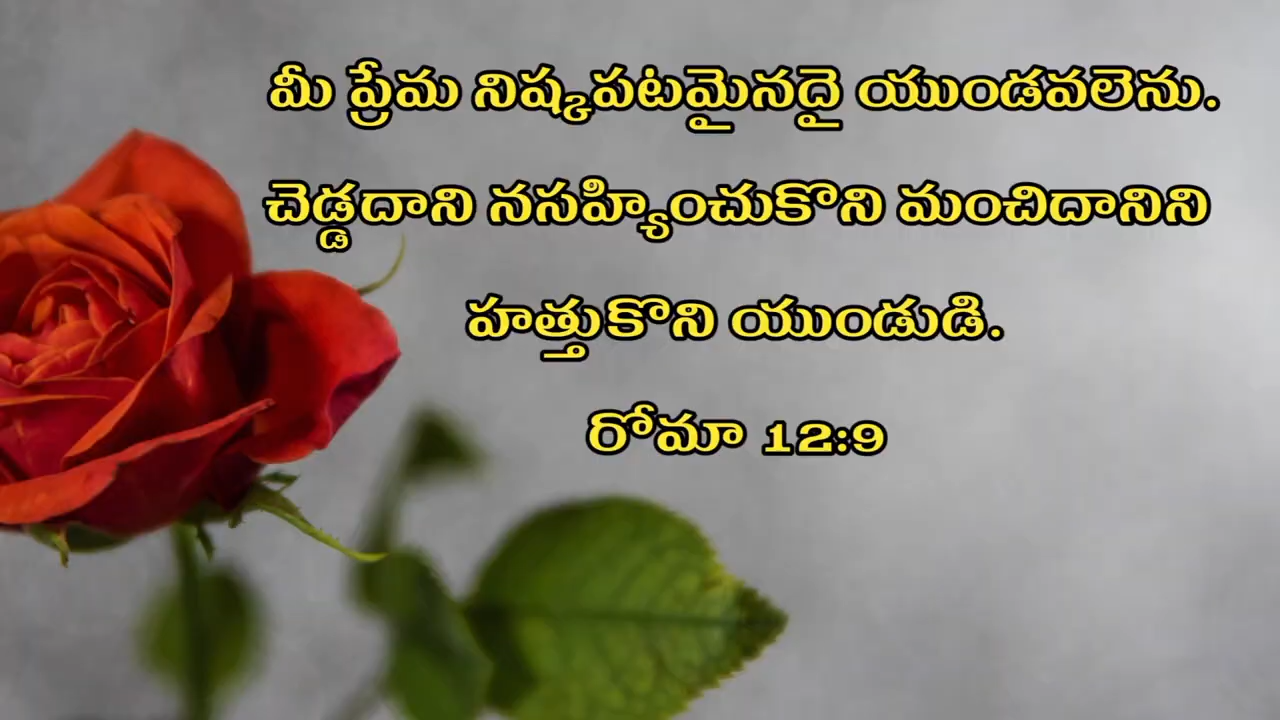 మీ ప్రేమ నిష్కపటమైనదై యుండవలెను.
చెడ్డదాని నసహ్యించుకొని మంచిదానిని
హత్తుకొని యుండుడి.
రోమా 12:9